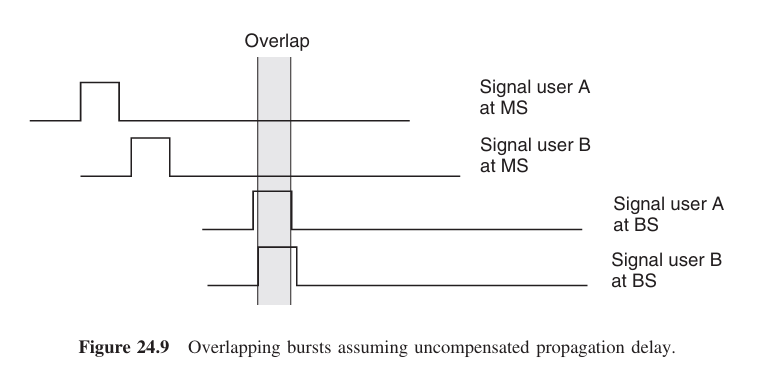 Overlap
Signal user A
at MS
Signal user B
at MS
Signal user A
at BS
Signal user B
at BS
Figure 24.9 Overlapping bursts assuming uncompensated propagation delay.